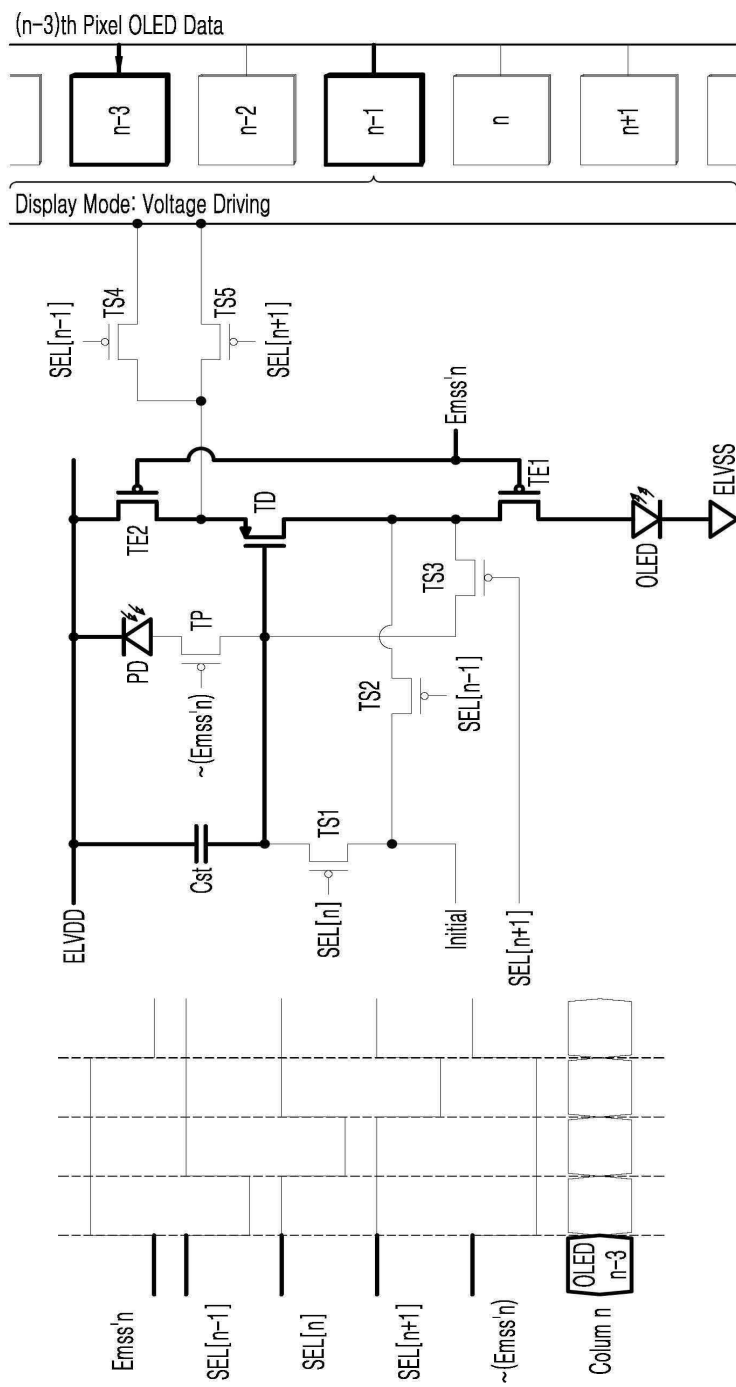 (n-3)th Pixel OLED Data
n-3
n-2
n-1
n
n+1
Display Mode: Voltage Driving
SEL[n-1]
TS4
TS5
SEL[n+1]
Emss'n
ELVDD
TE2
TD
TE1
OLED
ELVSS
PD
TP
~(Emss'n)
TS3
TS2
SEL[n-1]
Cst
TS1
SEL[n]
Initial
SEL[n+1]
Emss'n
SEL[n-1]
SEL[n]
SEL[n+1]
~(Emss'n)
Colum n
OLED
n-3